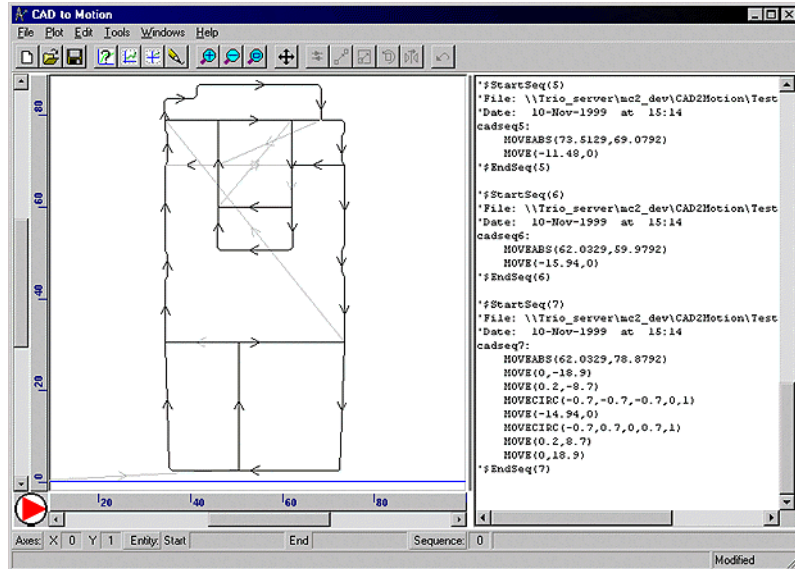 CAD to Motion
File Plot Edit Tools Windows Help
80
60
40
20
0
20 40 60 80
'$StartSeq(5)
'File: \\Trio_server\mc2_dev\CAD2Motion\Test
'Date: 10-Nov-1999 at 15:14
cadseq5:
MOVEABS(73.5129,69.0792)
MOVE(-11.48,0)
'$EndSeq(5)
'$StartSeq(6)
'File: \\Trio_server\mc2_dev\CAD2Motion\Test
'Date: 10-Nov-1999 at 15:14
cadseq6:
MOVEABS(62.0329,59.9792)
MOVE(-15.94,0)
'$EndSeq(6)
'$StartSeq(7)
'File: \\Trio_server\mc2_dev\CAD2Motion\Test
'Date: 10-Nov-1999 at 15:14
cadseq7:
MOVEABS(62.0329,78.8792)
MOVE(0,-18.9)
MOVE(0.2,-8.7)
MOVECIRC(-0.7,-0.7,-0.7,0,1)
MOVE(-14.94,0)
MOVECIRC(-0.7,0.7,0,0.7,1)
MOVE(0.2,8.7)
MOVE(0,18.9)
'$EndSeq(7)
Axes: X 0 Y 1 Entity: Start End Sequence: 0
Modified